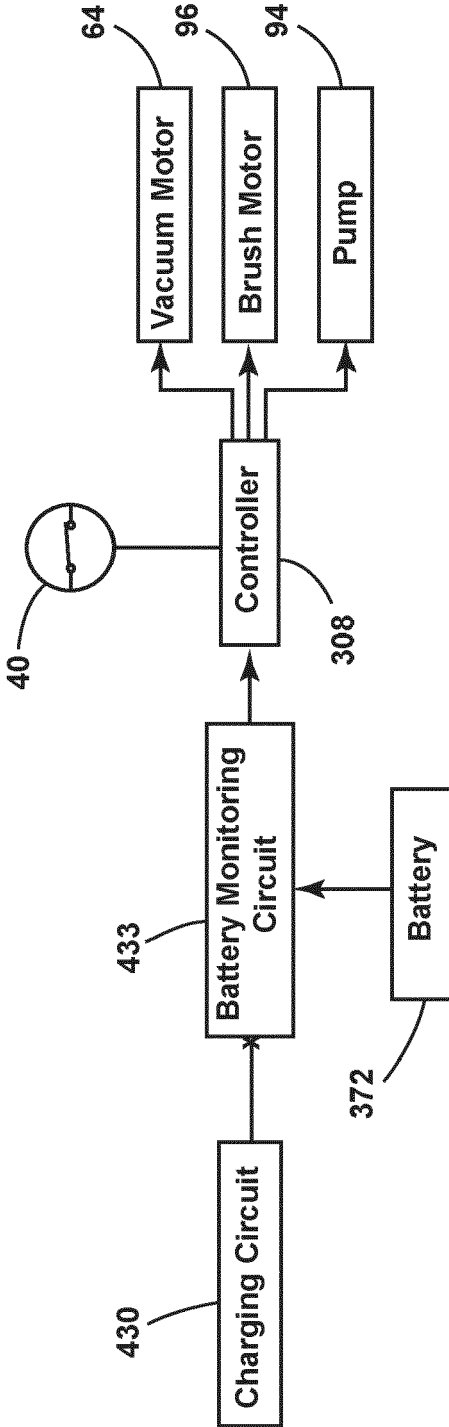 64
Vacuum Motor
96
Brush Motor
94
Pump
40
Controller
308
433
Battery Monitoring
Circuit
Battery
372
430
Charging Circuit